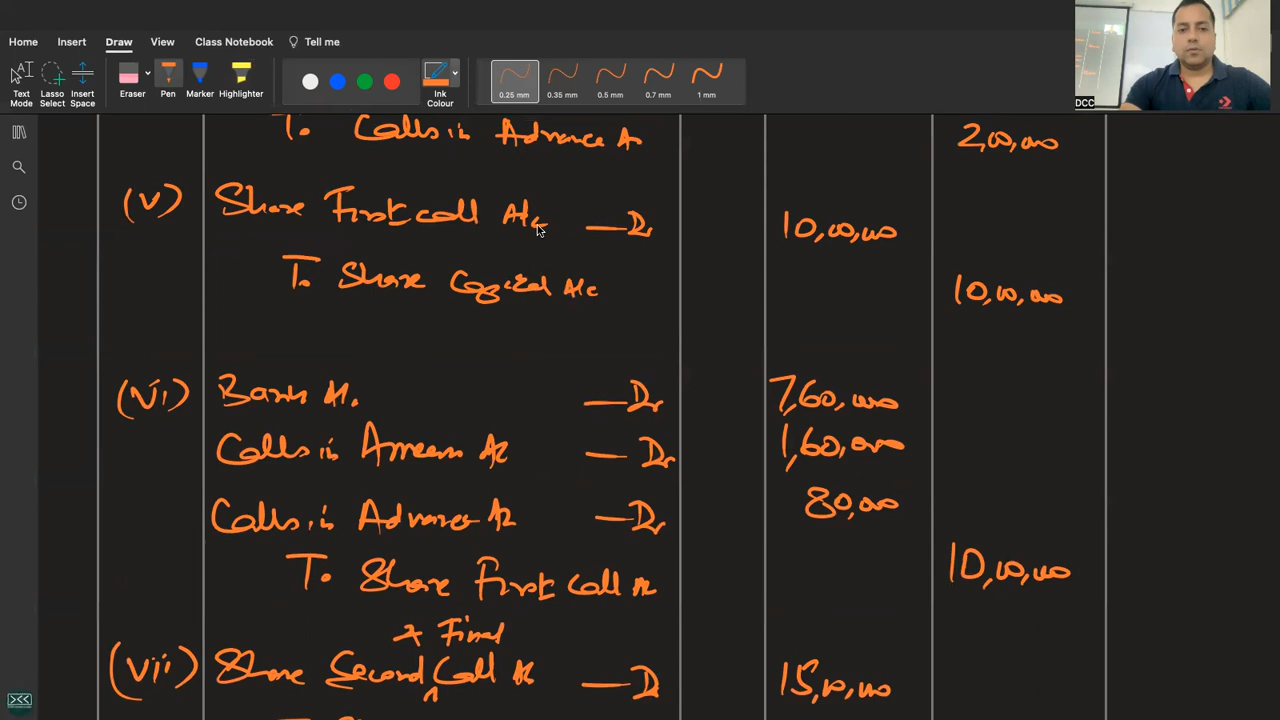 Home Insert Draw View Class Notebook Tell me
Text Mode Lasso Select Insert Space Eraser Pen Marker Highlighter Ink Colour 0.25 mm 0.35 mm 0.5 mm 0.7 mm 1 mm
DCC
To Calls in Advance A/c 2,00,000
(V) Share First call A/c —Dr 10,00,000
To Share Capital A/c 10,00,000
(Vi) Bank A/c. —Dr 7,60,000
Calls in Arrears A/c —Dr 1,60,000
Calls in Advance A/c —Dr 80,000
To Share First call A/c 10,00,000
& Final
(Vii) Share Second Call A/c —D 15,00,000
DCC